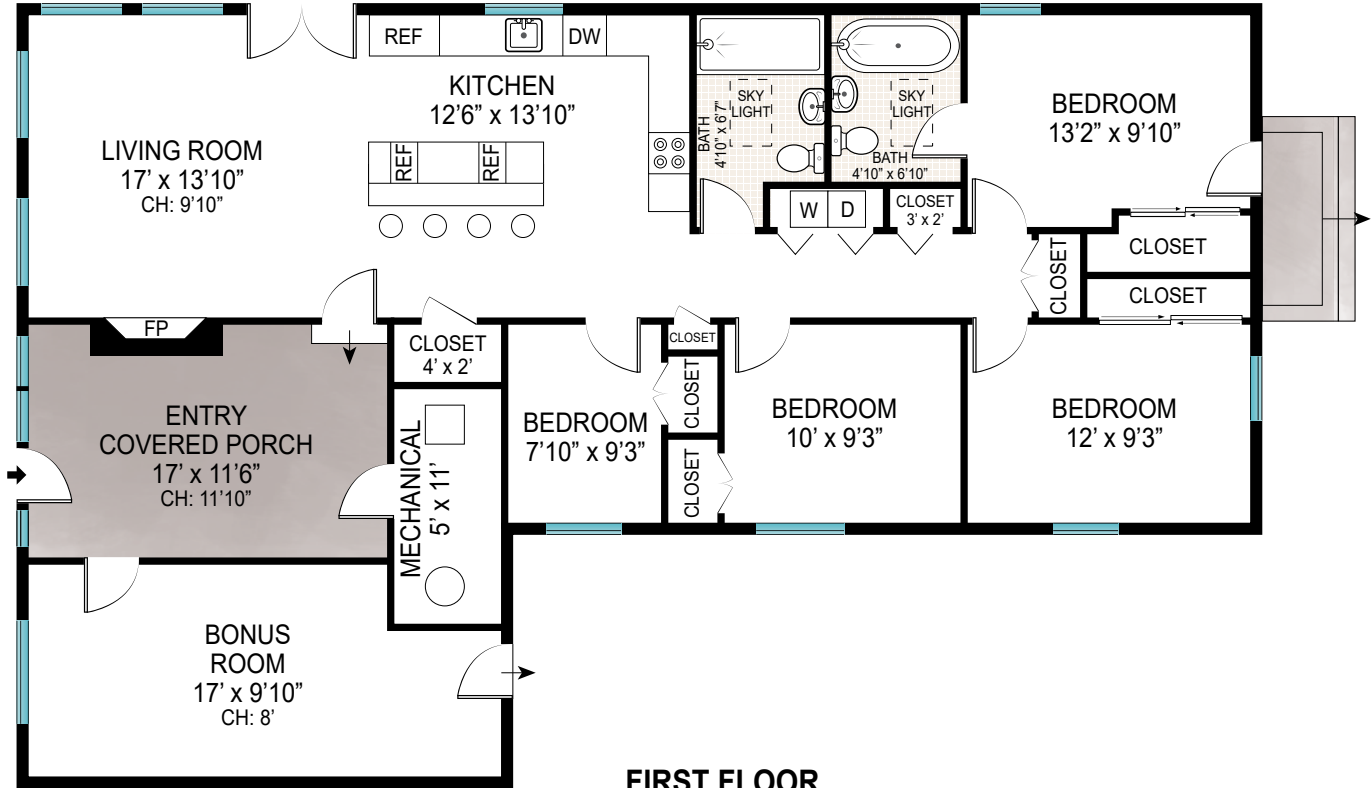 REF
DW
KITCHEN
12'6” x 13’10”
LIVING ROOM
17’ x 13’10”
CH: 9’10”
REF
REF
SKY
LIGHT
BATH
4’10” x 6’7”
SKY
LIGHT
BATH
4’10” x 6’10”
BEDROOM
13’2” x 9’10”
W
D
CLOSET
3’ x 2’
CLOSET
CLOSET
CLOSET
FP
CLOSET
4’ x 2’
CLOSET
ENTRY
COVERED PORCH
17’ x 11’6”
CH: 11’10”
MECHANICAL
5’ x 11’
BEDROOM
7’10” x 9’3”
CLOSET
CLOSET
BEDROOM
10’ x 9’3”
BEDROOM
12’ x 9’3”
BONUS
ROOM
17’ x 9’10”
CH: 8’
FIRST FLOOR